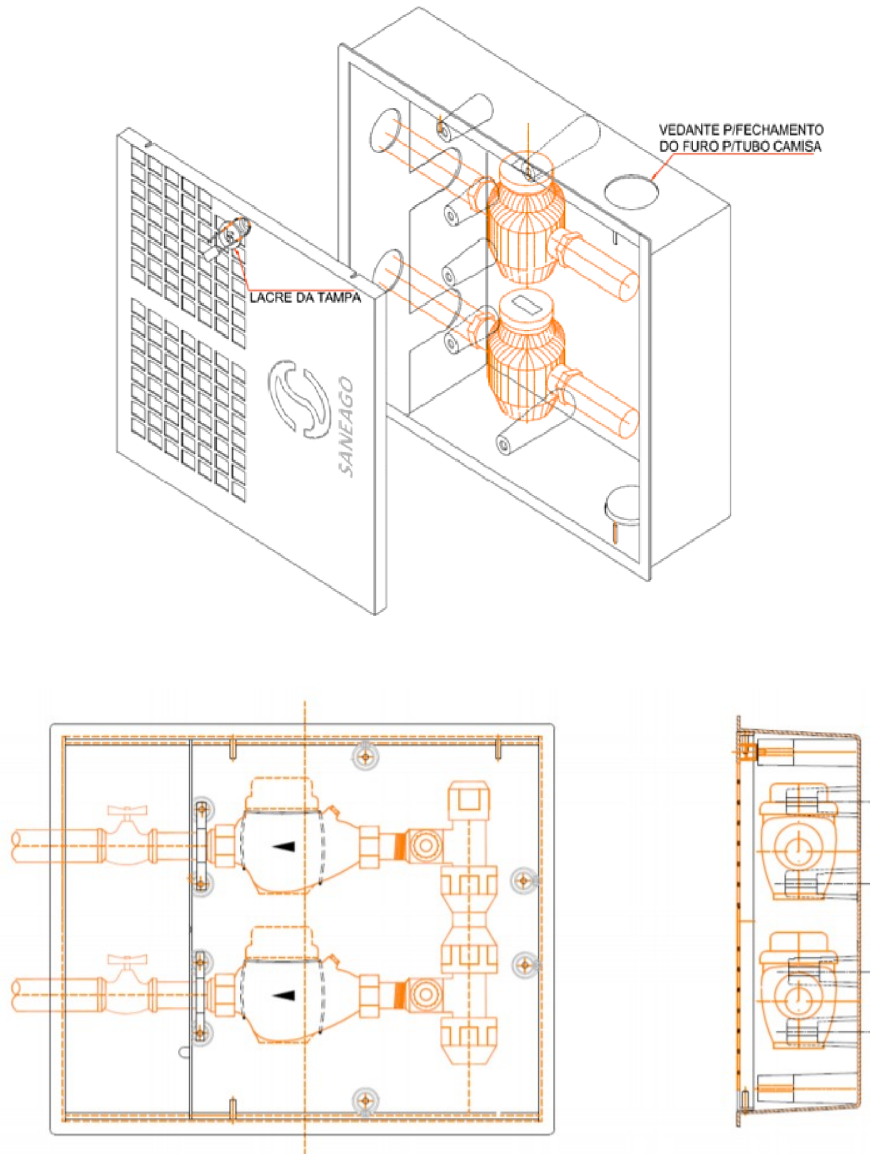 VEDANTE P/FECHAMENTO
DO FURO P/TUBO CAMISA
LACRE DA TAMPA
SANEAGO